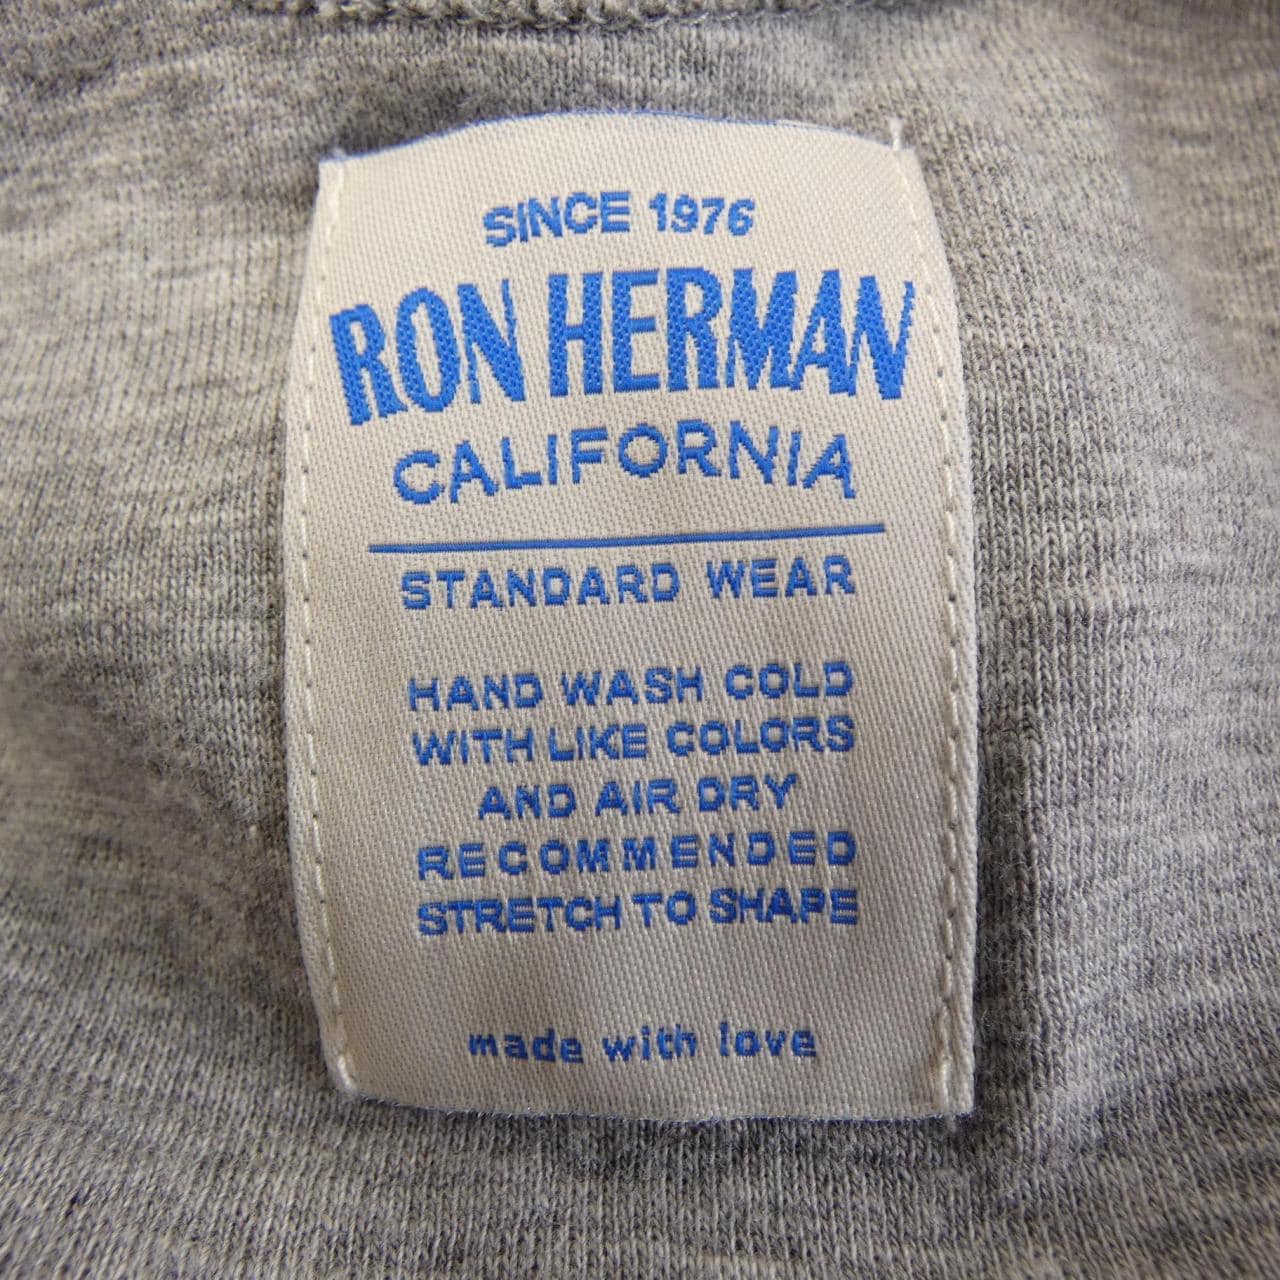 SINCE 1976
RON HERMAN
CALIFORNIA
STANDARD WEAR
HAND WASH COLD
WITH LIKE COLORS
AND AIR DRY
RECOMMENDED
STRETCH TO SHAPE
made with love